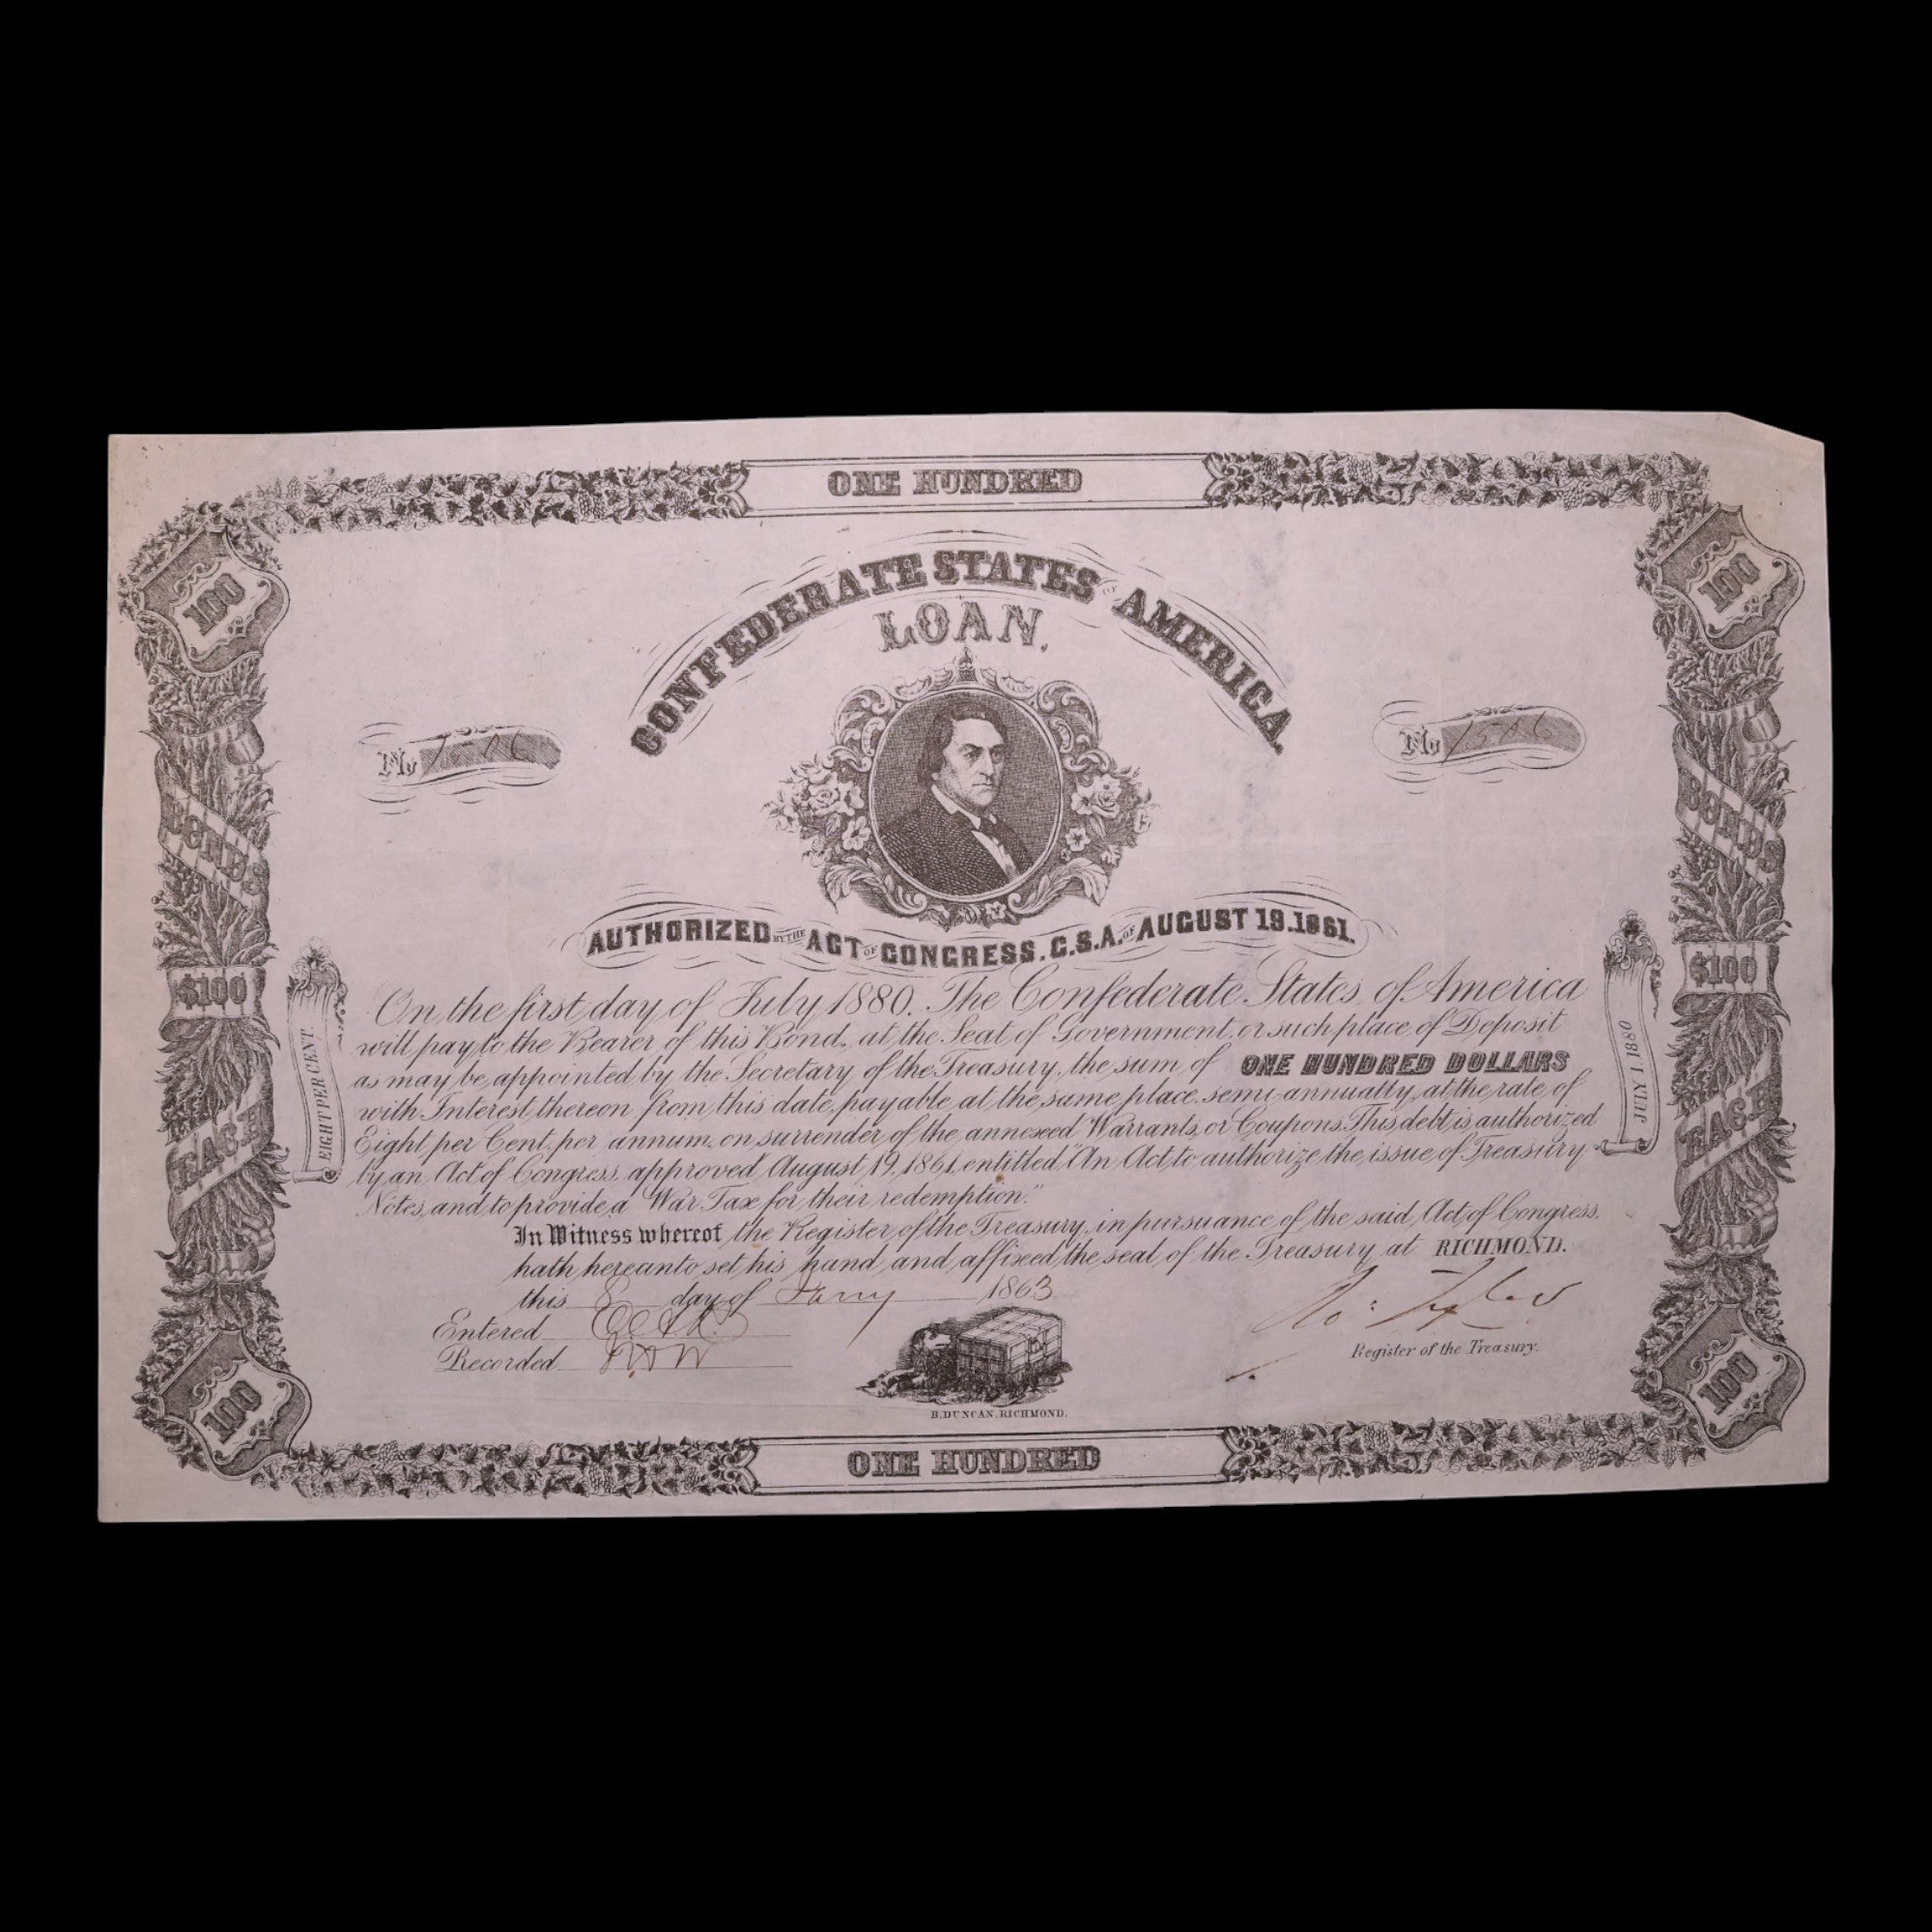 ONE HUNDRED
100
100
CONFEDERATE STATES OF AMERICA.
LOAN.
No 1506
No 1506
BONDS
BONDS
AUTHORIZED BY THE ACT OF CONGRESS. C.S.A. OF AUGUST 19. 1861.
$100
$100
EIGHT PER CENT.
JULY 1. 1880
EACH
EACH
On the first day of July 1880. The Confederate States of America
will pay to the Bearer of this Bond, at the Seat of Government, or such place of Deposit
as may be appointed by the Secretary of the Treasury, the sum of ONE HUNDRED DOLLARS
with Interest thereon from this date, payable at the same place, semi-annually, at the rate of
Eight per Cent. per annum, on surrender of the annexed Warrants, or Coupons. This debt is authorized
by an Act of Congress, approved, August 19, 1861, entitled "An Act, to authorize the issue of Treasury
Notes, and to provide a War Tax for their redemption."
In Witness whereof the Register of the Treasury, in pursuance of the said Act of Congress,
hath hereunto set his hand and affixed the seal of the Treasury, at RICHMOND.
this 8 day of Jany 1863
Entered
Recorded
Ro: Tyler
Register of the Treasury.
B. DUNCAN, RICHMOND.
100
100
ONE HUNDRED